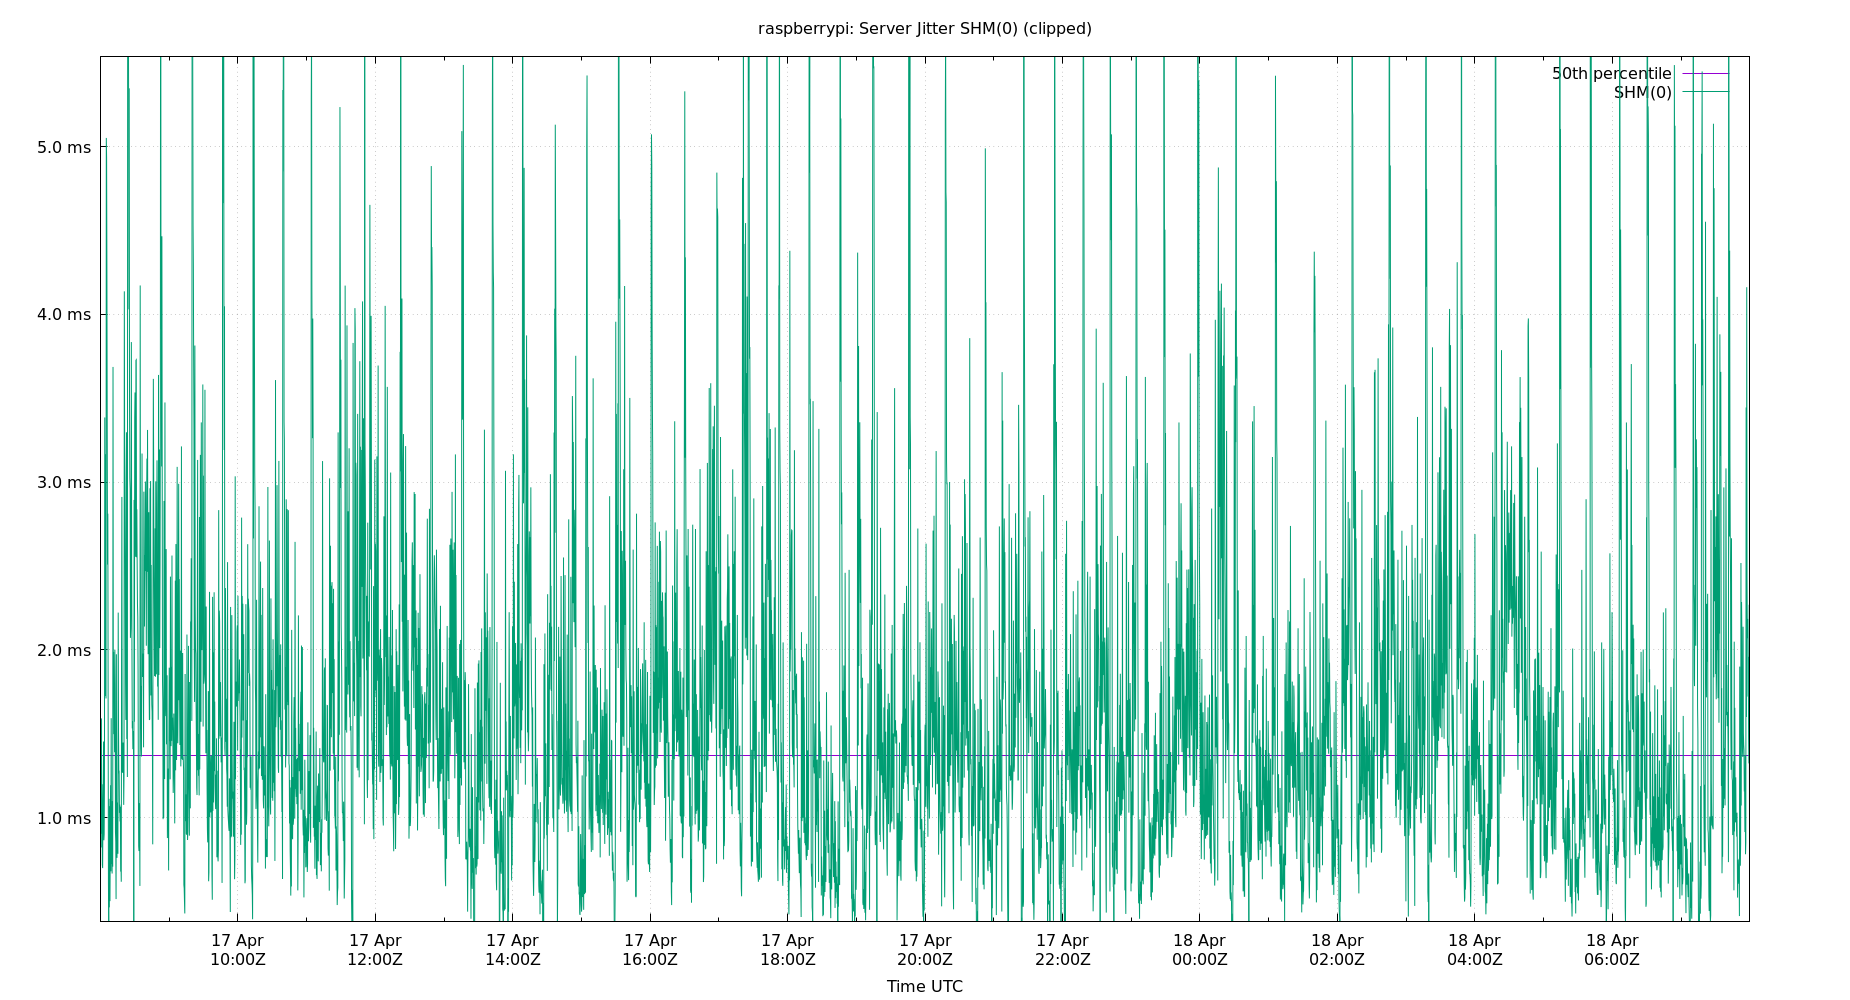 raspberrypi: Server Jitter SHM(0) (clipped)
50th percentile
SHM(0)
5.0 ms
4.0 ms
3.0 ms
2.0 ms
1.0 ms
17 Apr 17 Apr 17 Apr 17 Apr 17 Apr 17 Apr 17 Apr 18 Apr 18 Apr 18 Apr 18 Apr
10:00Z 12:00Z 14:00Z 16:00Z 18:00Z 20:00Z 22:00Z 00:00Z 02:00Z 04:00Z 06:00Z
Time UTC